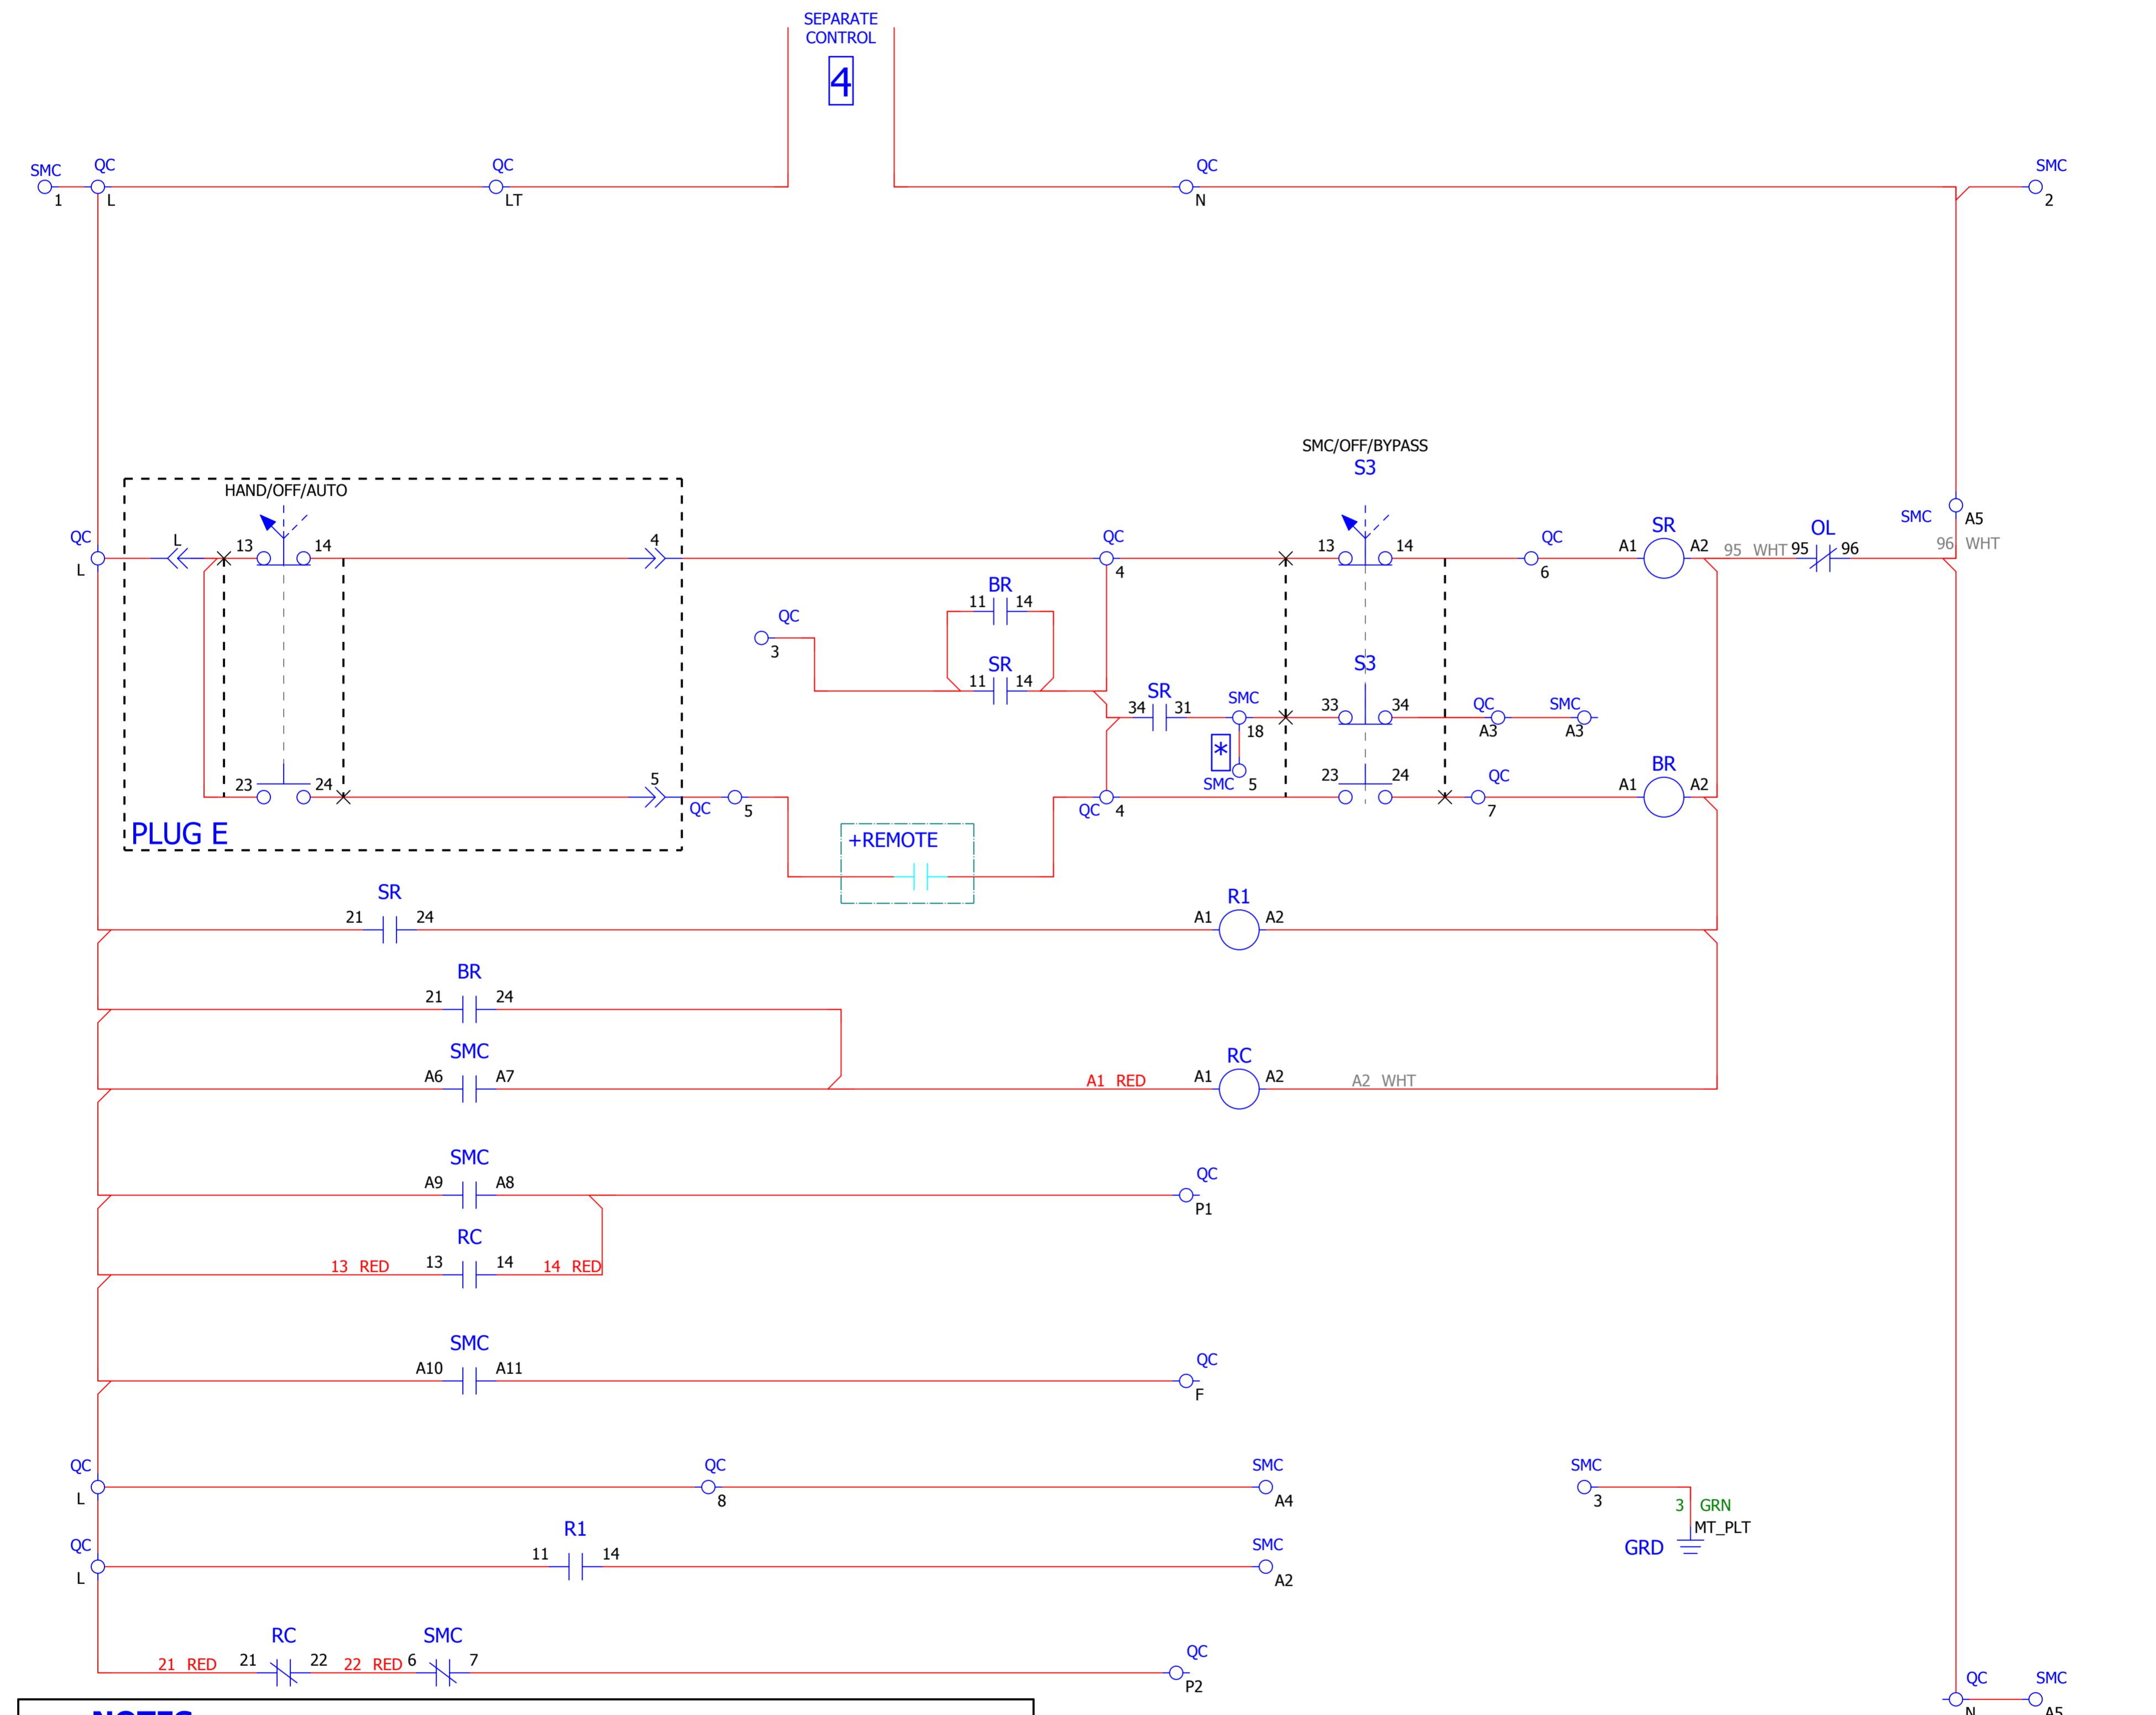 SEPARATE
CONTROL
4
SMC
1
QC
L
QC
LT
QC
N
SMC
2
SMC/OFF/BYPASS
S3
HAND/OFF/AUTO
QC
L
L
13
14
4
QC
4
13
14
QC
6
SR
A1
A2
95 WHT
OL
95
96
SMC
A5
96 WHT
BR
11
14
QC
3
SR
11
14
SR
34
31
SMC
18
S3
33
34
QC
A3
SMC
A3
*
SMC
5
23
24
5
QC
5
QC
4
23
24
QC
7
BR
A1
A2
PLUG E
+REMOTE
SR
21
24
R1
A1
A2
BR
21
24
SMC
A6
A7
A1 RED
RC
A1
A2
A2 WHT
SMC
A9
A8
QC
P1
RC
13 RED
13
14
14 RED
SMC
A10
A11
QC
F
QC
L
QC
8
SMC
A4
SMC
3
3 GRN
MT_PLT
GRD
QC
L
R1
11
14
SMC
A2
RC
21 RED
21
22
22 RED
SMC
6
7
QC
P2
QC
N
SMC
A5
NOTES